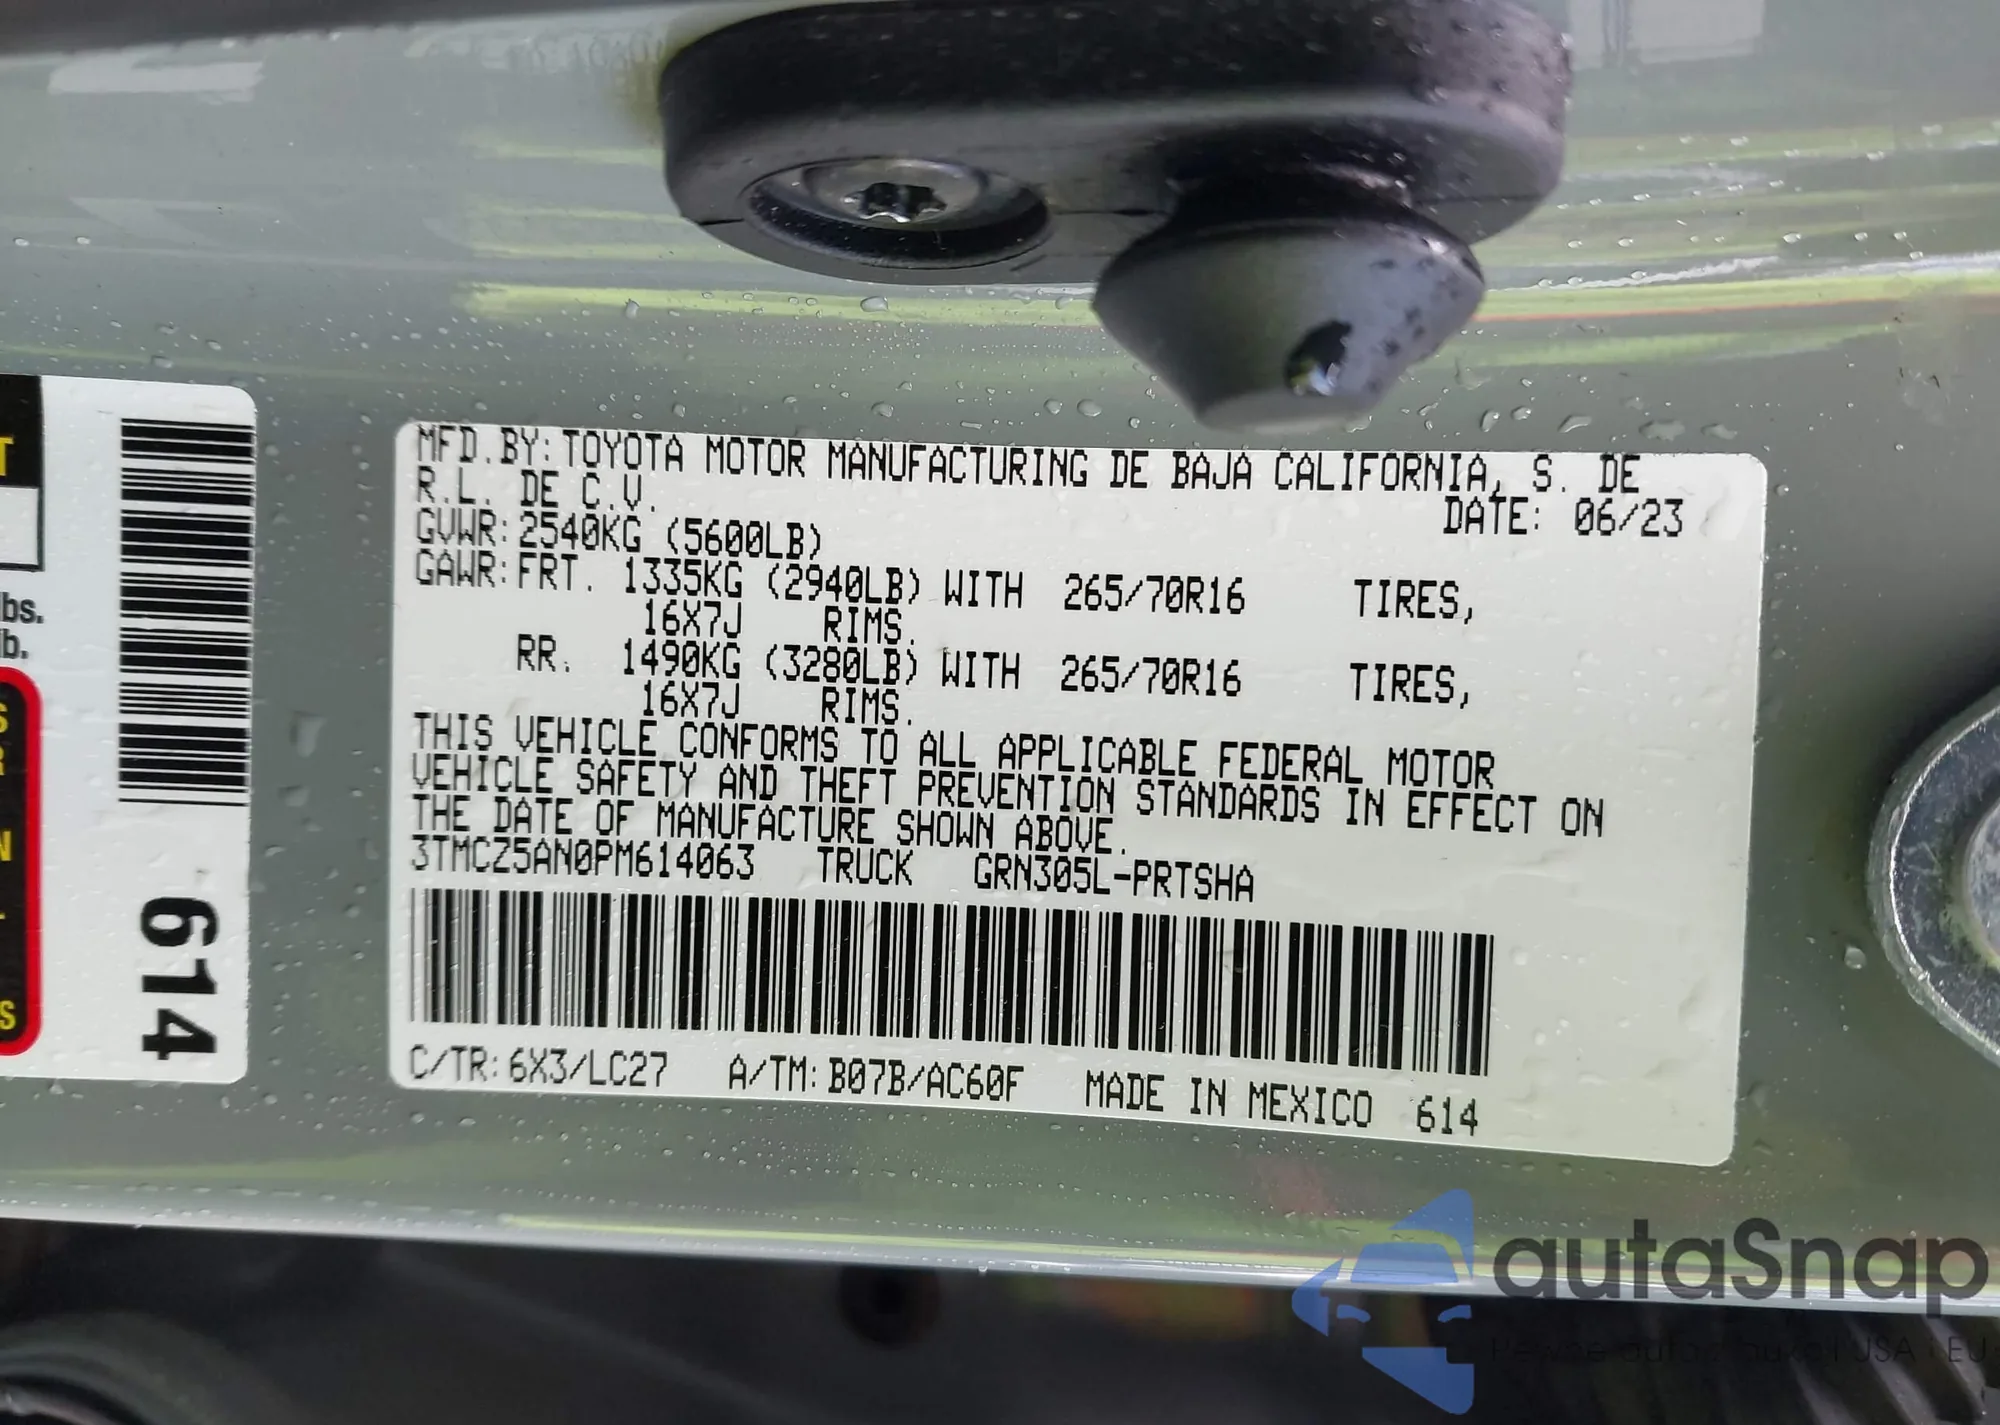 MFD.BY:TOYOTA MOTOR MANUFACTURING DE BAJA CALIFORNIA, S. DE
R.L. DE C.V.
DATE: 06/23
GVWR:2540KG (5600LB)
GAWR:FRT. 1335KG (2940LB) WITH 265/70R16 TIRES,
16X7J RIMS.
RR. 1490KG (3280LB) WITH 265/70R16 TIRES,
16X7J RIMS.
THIS VEHICLE CONFORMS TO ALL APPLICABLE FEDERAL MOTOR
VEHICLE SAFETY AND THEFT PREVENTION STANDARDS IN EFFECT ON
THE DATE OF MANUFACTURE SHOWN ABOVE.
3TMCZ5AN0PM614063 TRUCK GRN305L-PRTSHA
C/TR:6X3/LC27 A/TM:B07B/AC60F MADE IN MEXICO 614
614
lbs.
lb.
autaSnap